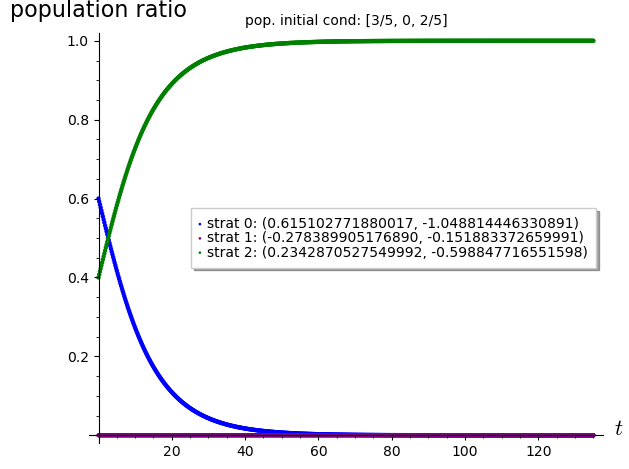 population ratio
pop. initial cond: [3/5, 0, 2/5]
1.0
0.8
0.6
strat 0: (0.615102771880017, -1.048814446330891)
strat 1: (-0.278389905176890, -0.151883372659991)
strat 2: (0.2342870527549992, -0.598847716551598)
0.4
0.2
t
20 40 60 80 100 120